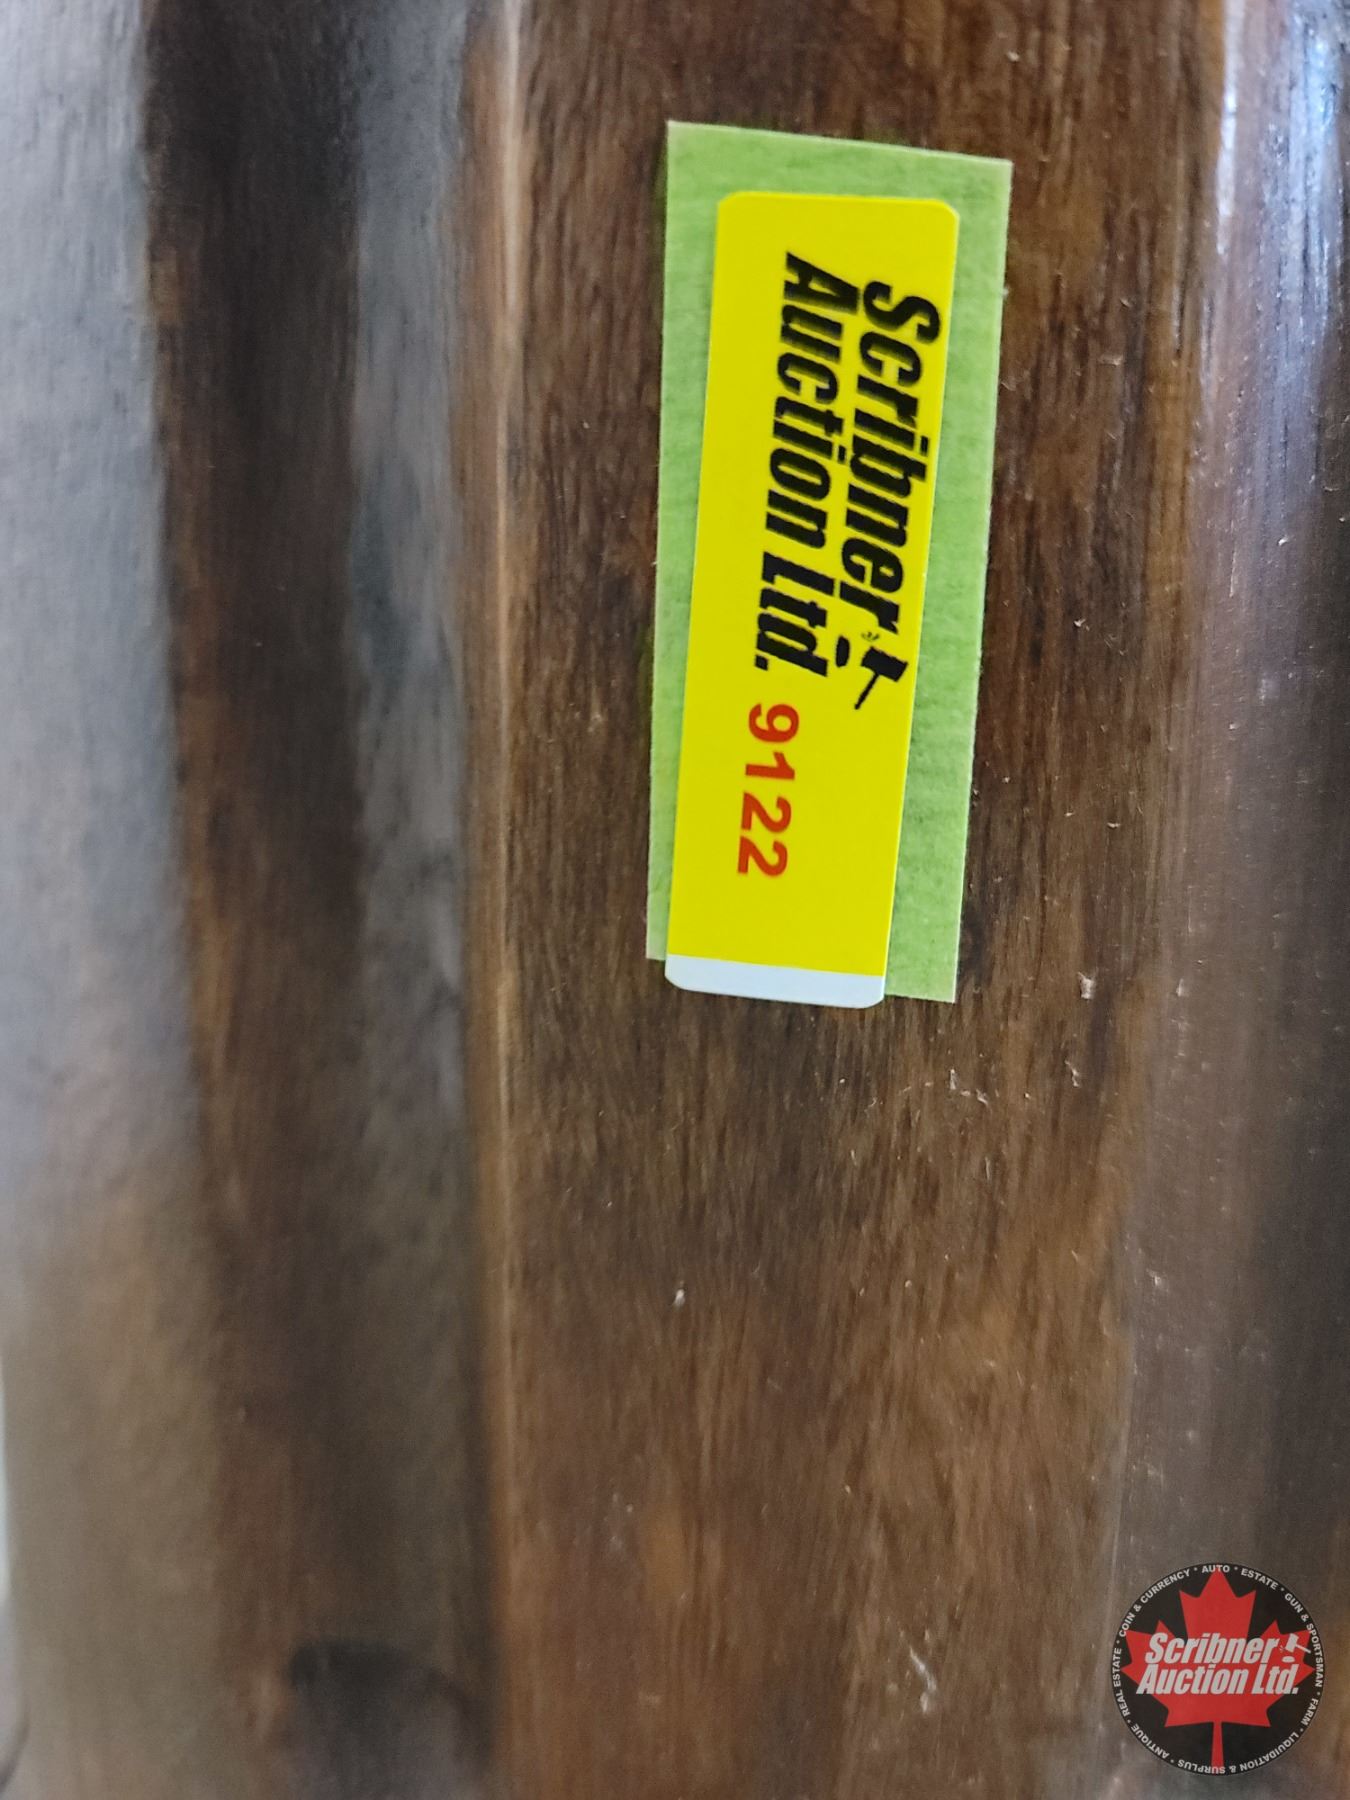 Scribner
Auction Ltd. 9122
COIN & CURRENCY • AUTO • ESTATE • GUN & SPORTSMAN • FARM • LIQUIDATION & SURPLUS • ANTIQUE • REAL ESTATE •
Scribner
Auction Ltd.